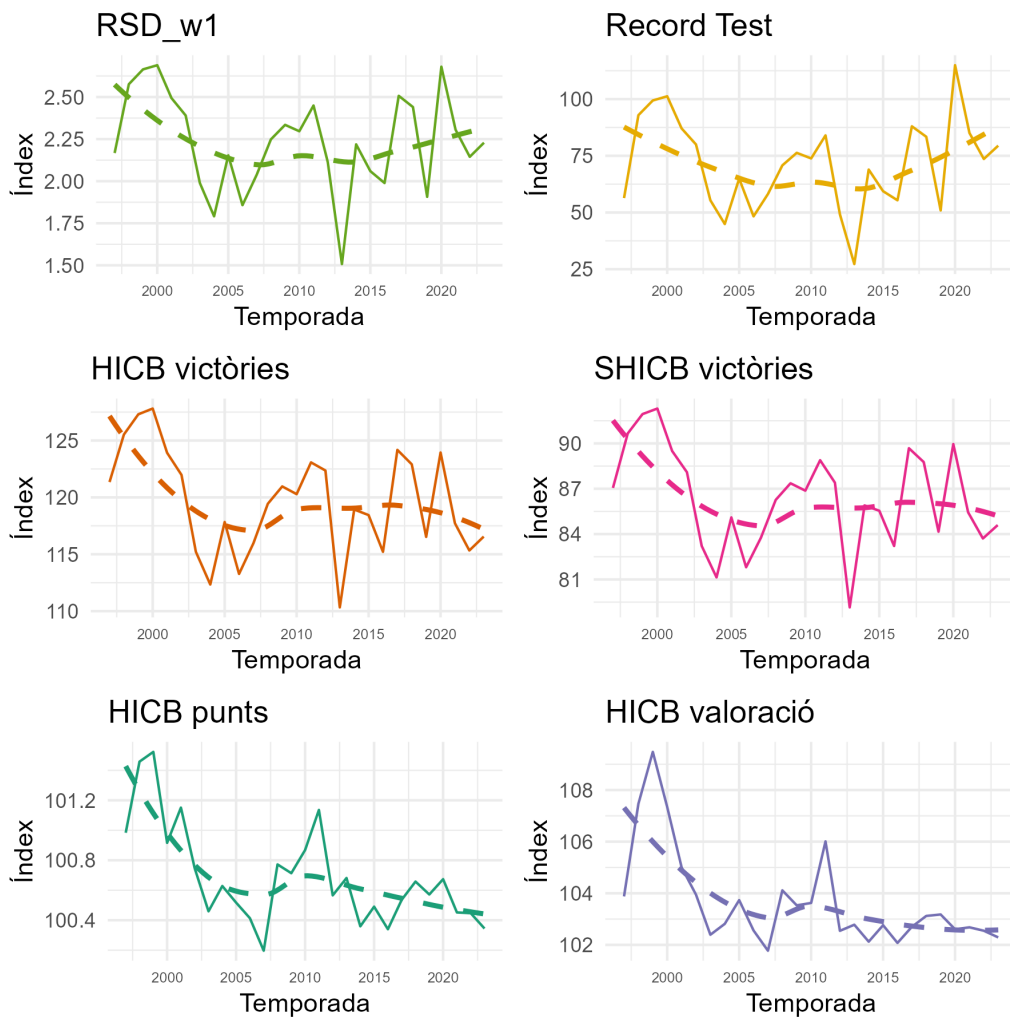 RSD_w1
Índex
2.50
2.25
2.00
1.75
1.50
2000 2005 2010 2015 2020
Temporada
Record Test
Índex
100
75
50
25
2000 2005 2010 2015 2020
Temporada
HICB victòries
Índex
125
120
115
110
2000 2005 2010 2015 2020
Temporada
SHICB victòries
Índex
90
87
84
81
2000 2005 2010 2015 2020
Temporada
HICB punts
Índex
101.2
100.8
100.4
2000 2005 2010 2015 2020
Temporada
HICB valoració
Índex
108
106
104
102
2000 2005 2010 2015 2020
Temporada